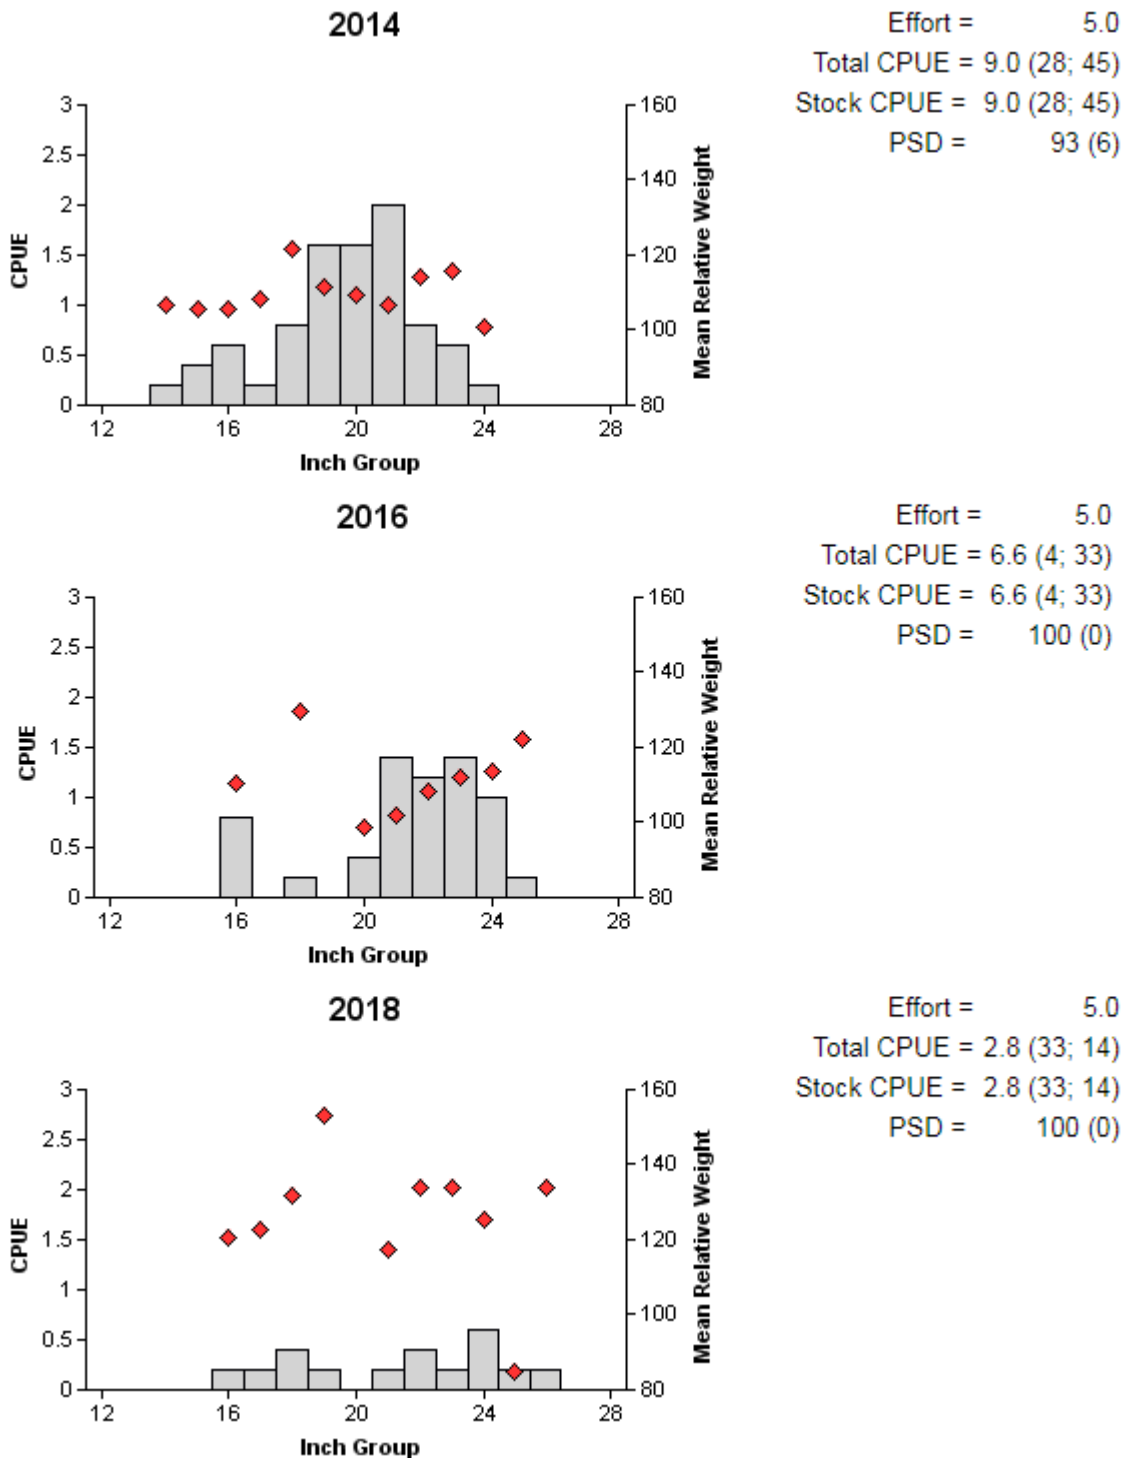 2014
Effort = 5.0
Total CPUE = 9.0 (28; 45)
Stock CPUE = 9.0 (28; 45)
PSD = 93 (6)
3
2.5
2
1.5
1
0.5
0
CPUE
160
140
120
100
80
Mean Relative Weight
12 16 20 24 28
Inch Group
2016
Effort = 5.0
Total CPUE = 6.6 (4; 33)
Stock CPUE = 6.6 (4; 33)
PSD = 100 (0)
3
2.5
2
1.5
1
0.5
0
CPUE
160
140
120
100
80
Mean Relative Weight
12 16 20 24 28
Inch Group
2018
Effort = 5.0
Total CPUE = 2.8 (33; 14)
Stock CPUE = 2.8 (33; 14)
PSD = 100 (0)
3
2.5
2
1.5
1
0.5
0
CPUE
160
140
120
100
80
Mean Relative Weight
12 16 20 24 28
Inch Group